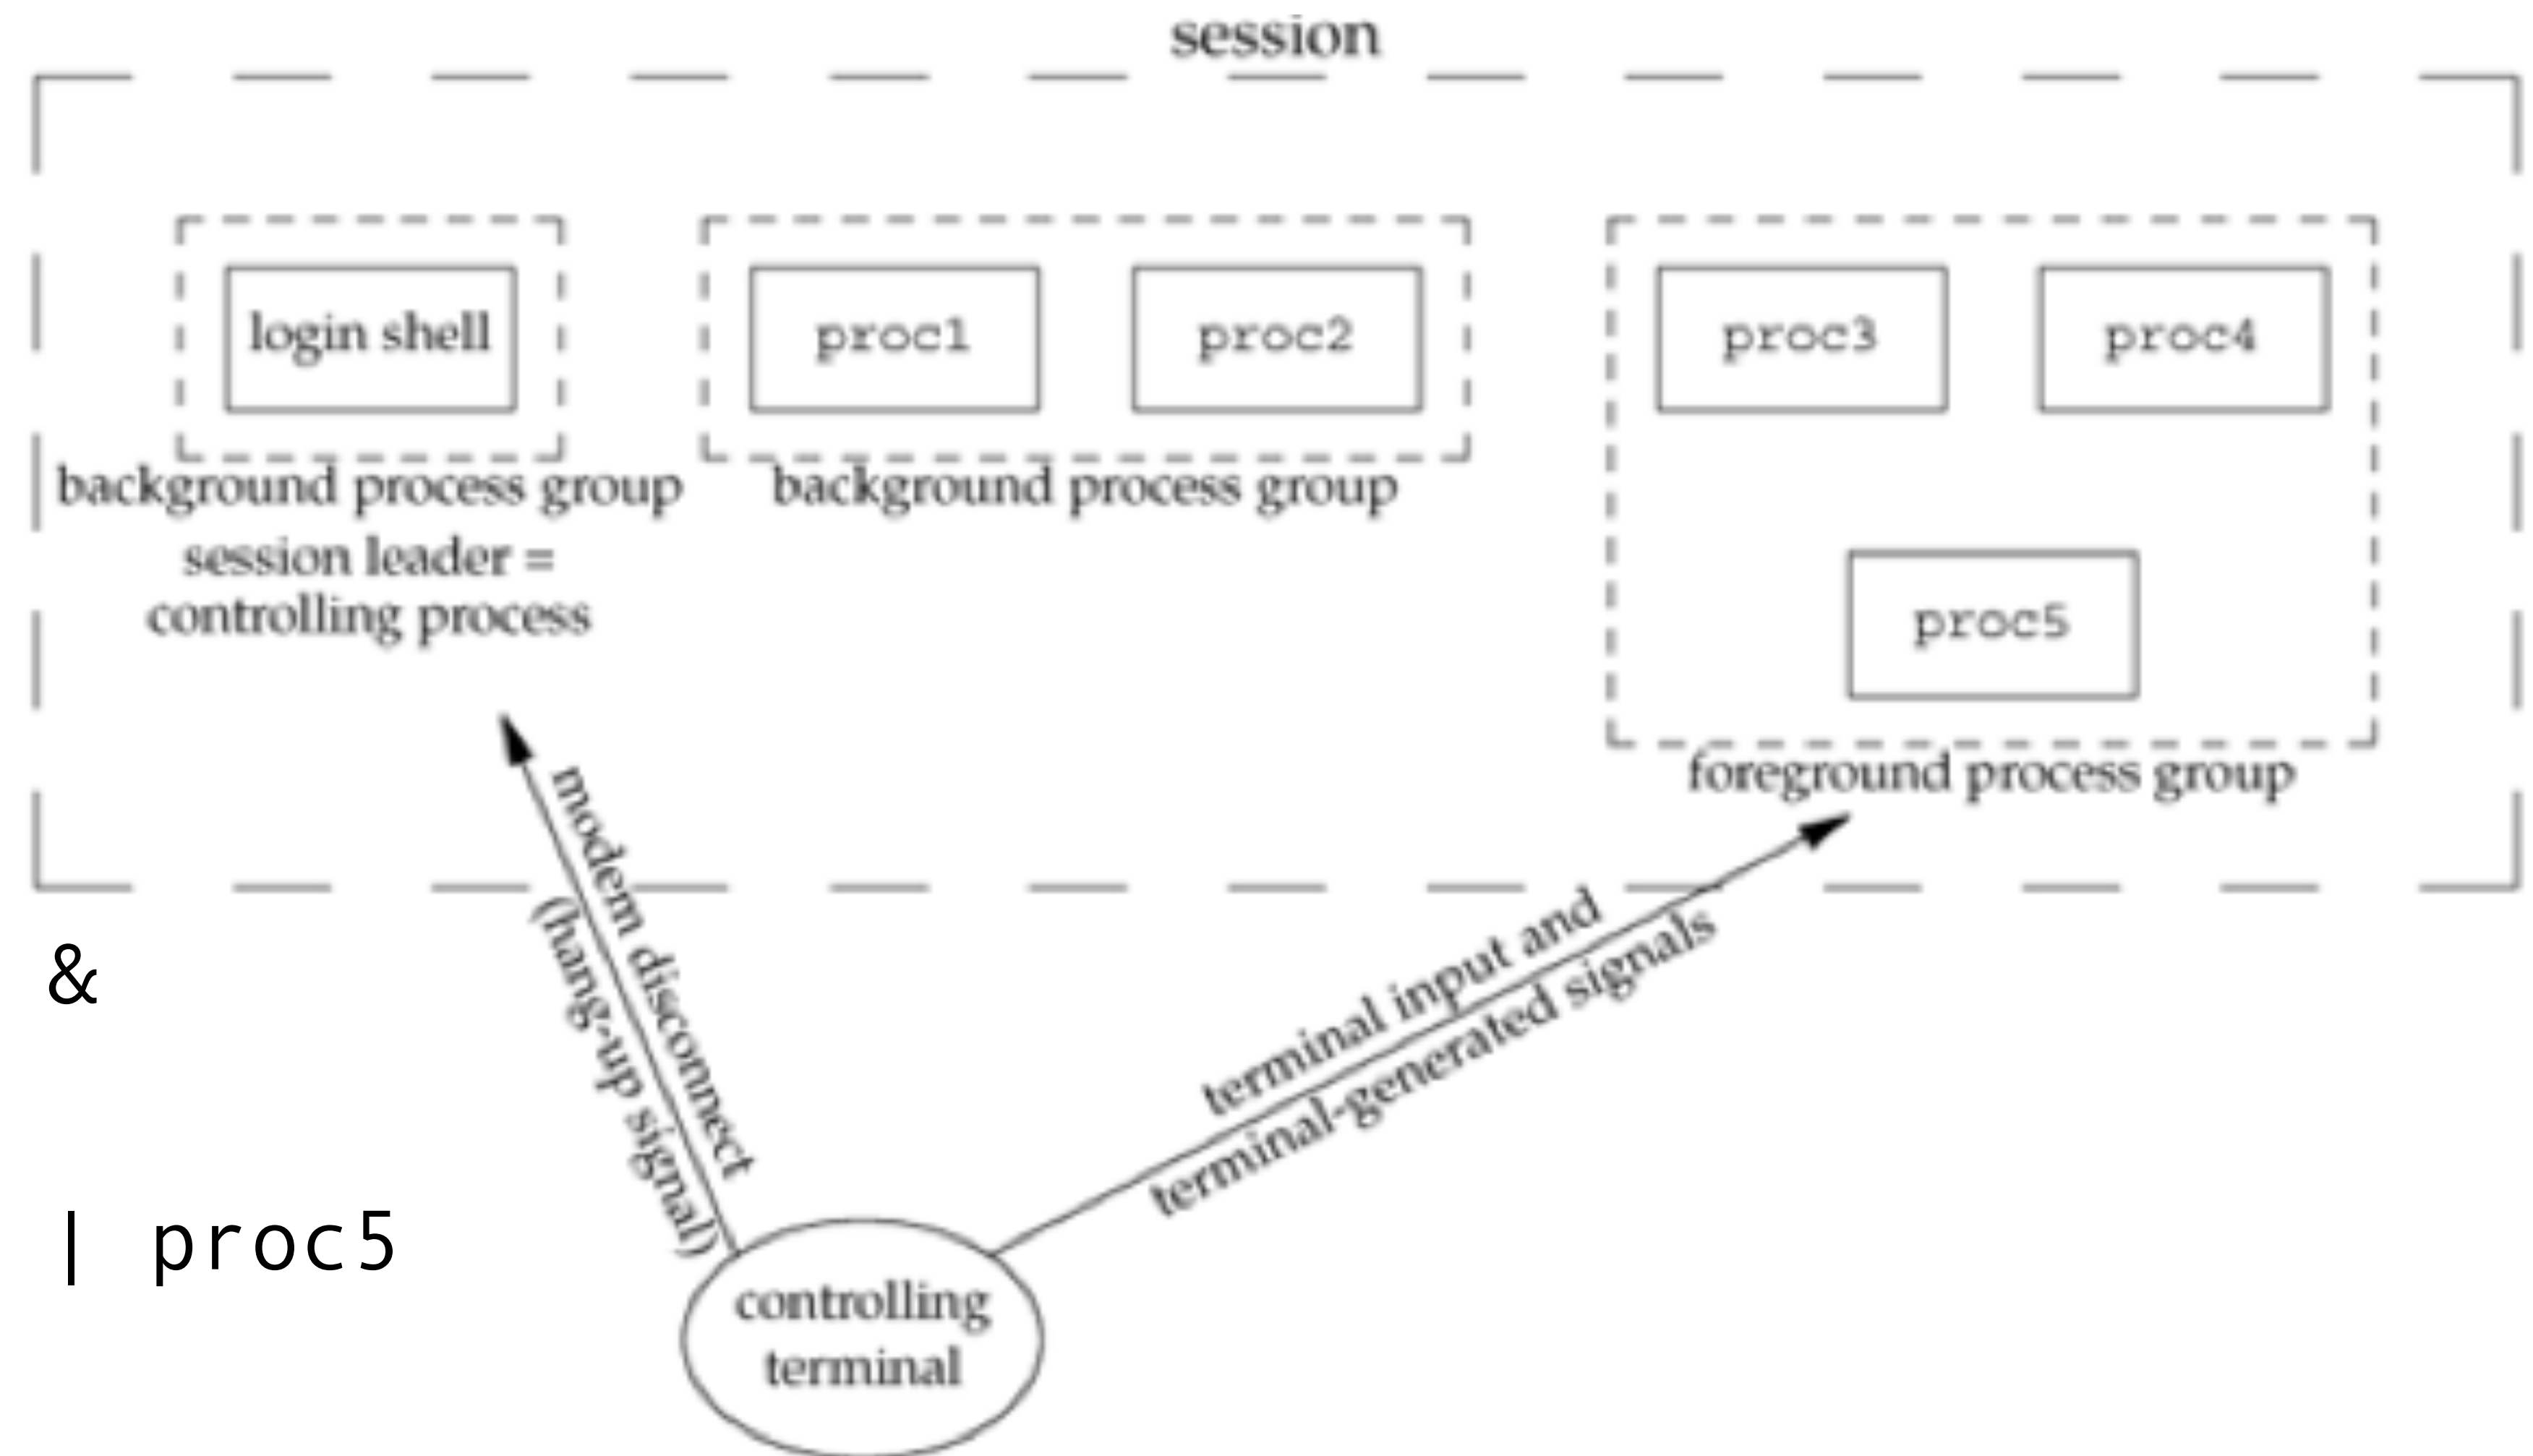 session
login shell
proc1
proc2
proc3
proc4
background process group
background process group
session leader =
controlling process
proc5
foreground process group
modem disconnect
(hang-up signal)
terminal input and
terminal-generated signals
&
| proc5
controlling
terminal